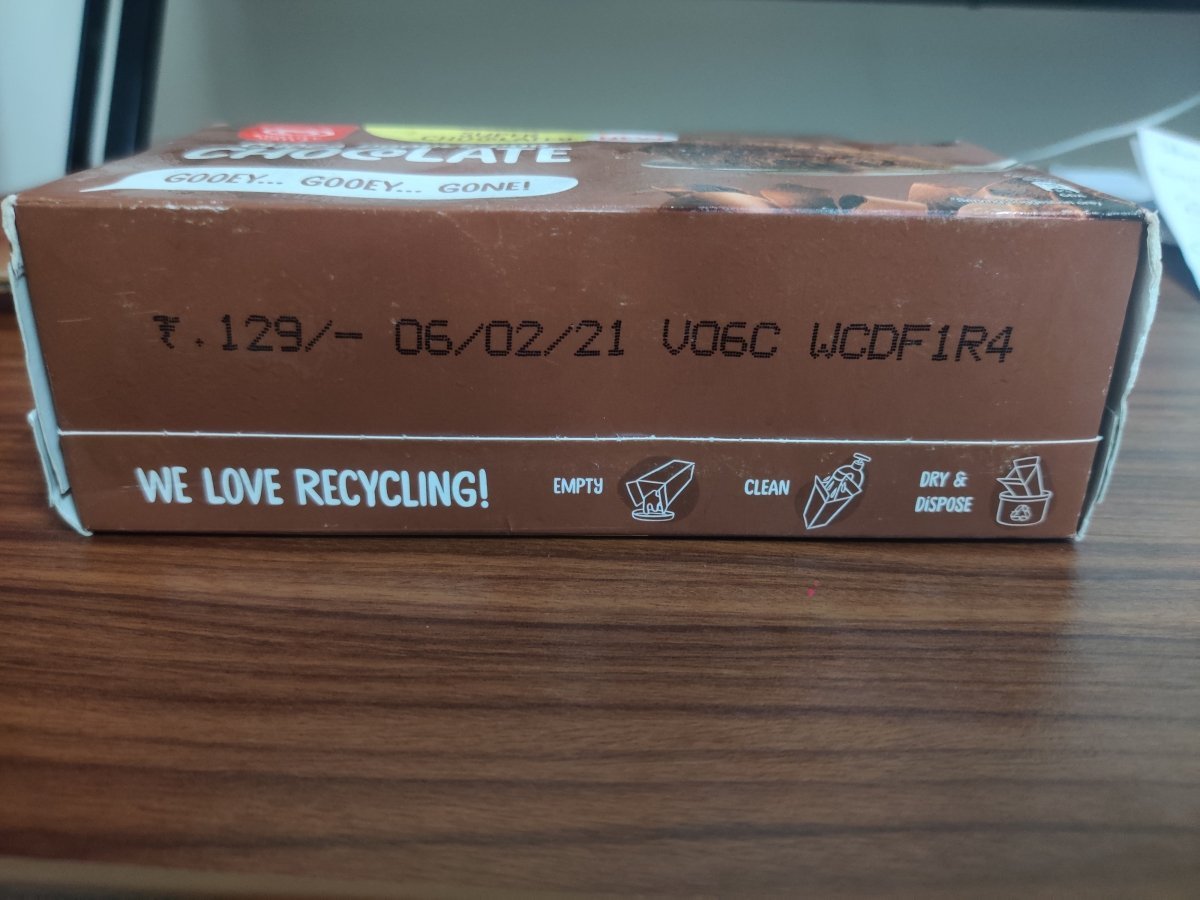 CHOCOLATE
GOOEY... GOOEY... GONE!
₹.129/- 06/02/21 V06C WCDF1R4
WE LOVE RECYCLING!
EMPTY
CLEAN
DRY &
DISPOSE